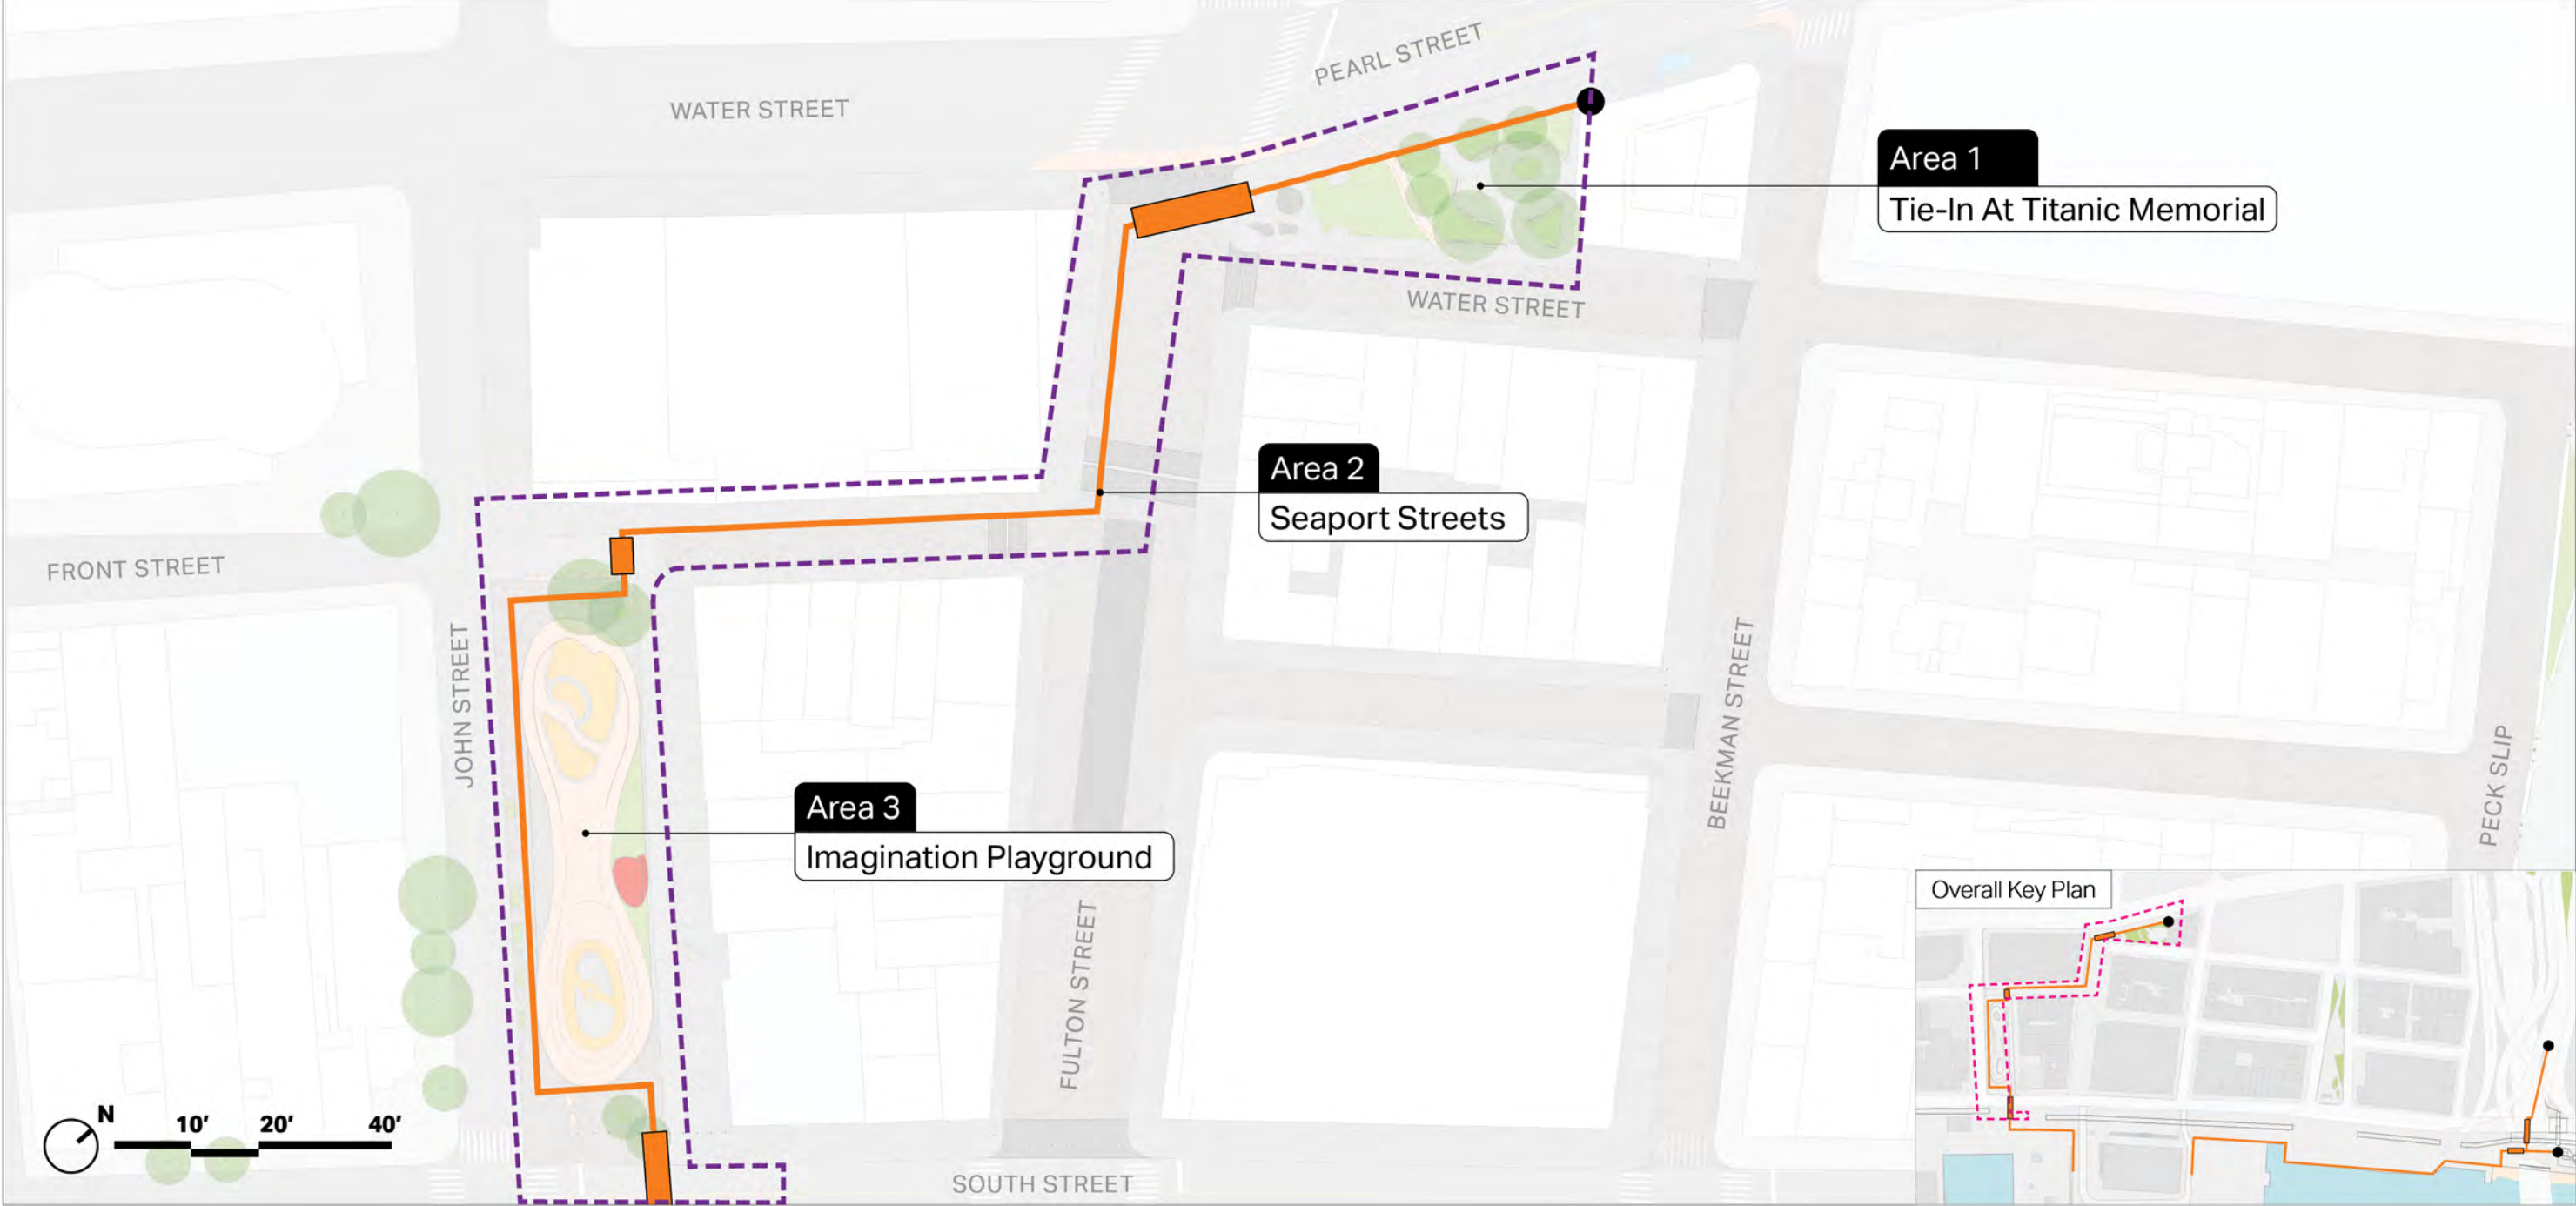 PEARL STREET
WATER STREET
Area 1
Tie-In At Titanic Memorial
WATER STREET
Area 2
Seaport Streets
FRONT STREET
JOHN STREET
BEEKMAN STREET
PECK SLIP
Area 3
Imagination Playground
Overall Key Plan
FULTON STREET
N
10' 20' 40'
SOUTH STREET